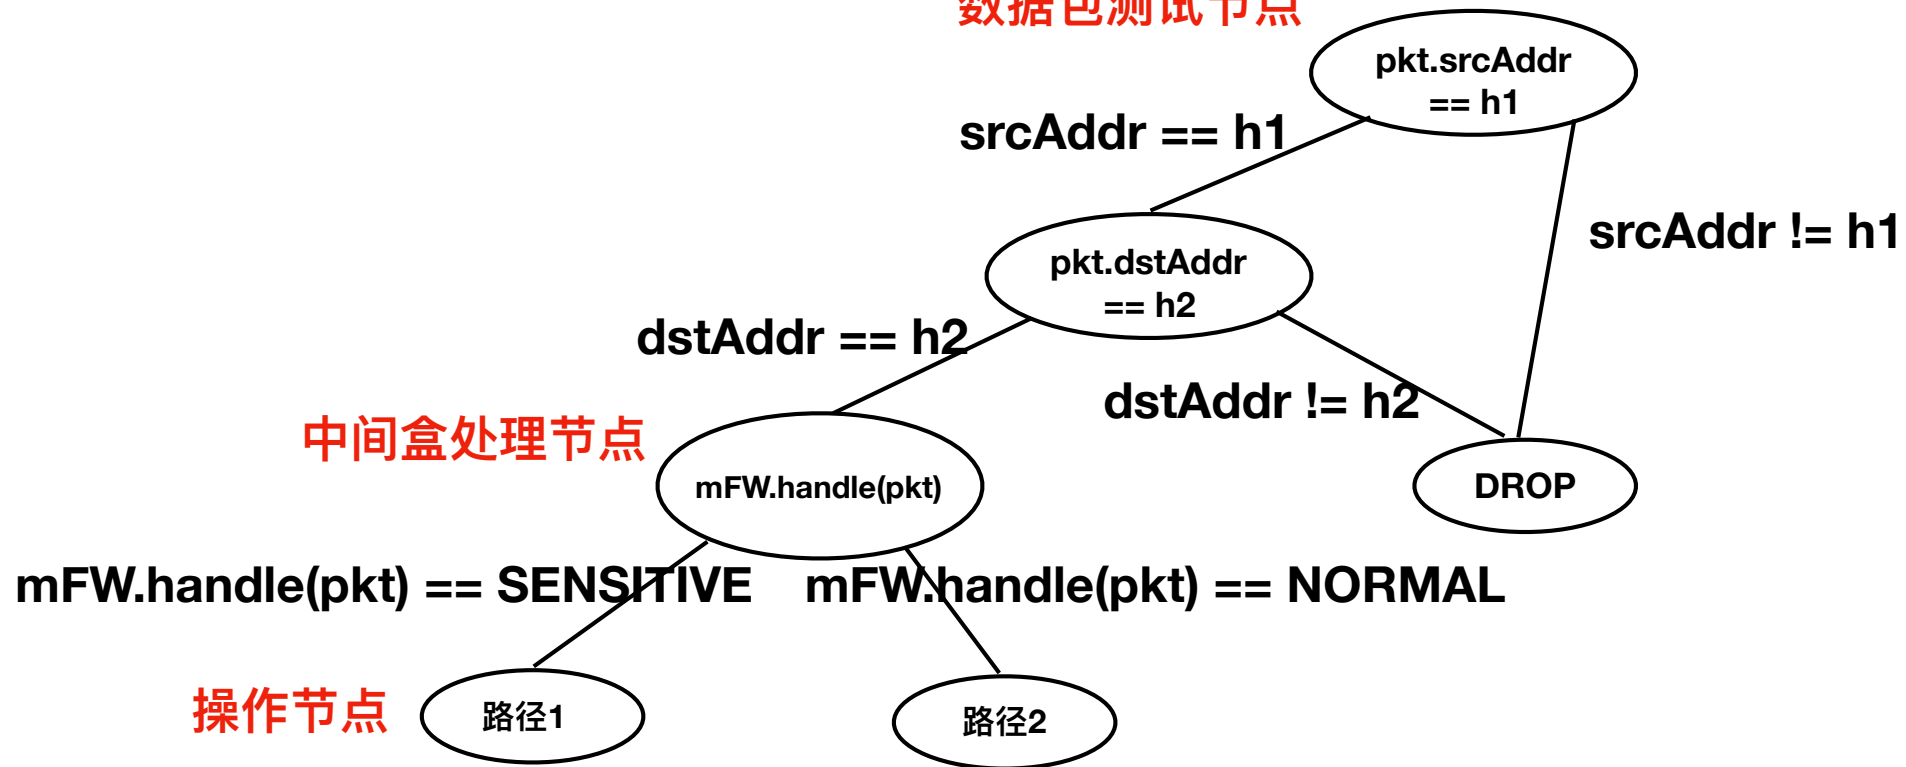 数据包测试节点
pkt.srcAddr
== h1
srcAddr == h1
srcAddr != h1
pkt.dstAddr
== h2
dstAddr == h2
dstAddr != h2
中间盒处理节点
mFW.handle(pkt)
DROP
mFW.handle(pkt) == SENSITIVE
mFW.handle(pkt) == NORMAL
操作节点
路径1
路径2